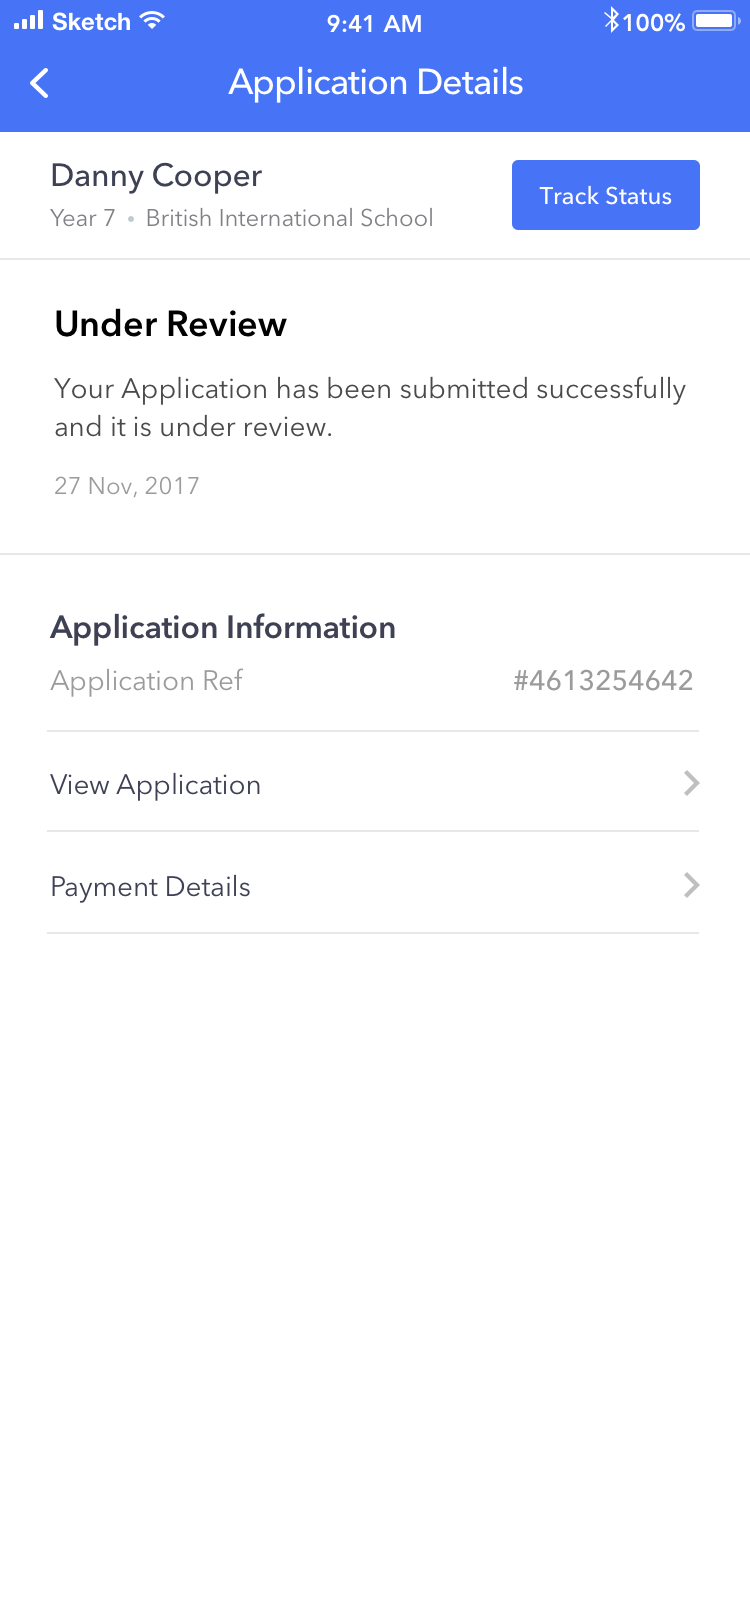 Sketch 9:41 AM 100%
Application Details
Danny Cooper
Track Status
Year 7 • British International School
Under Review
Your Application has been submitted successfully
and it is under review.
27 Nov, 2017
Application Information
Application Ref #4613254642
View Application
Payment Details